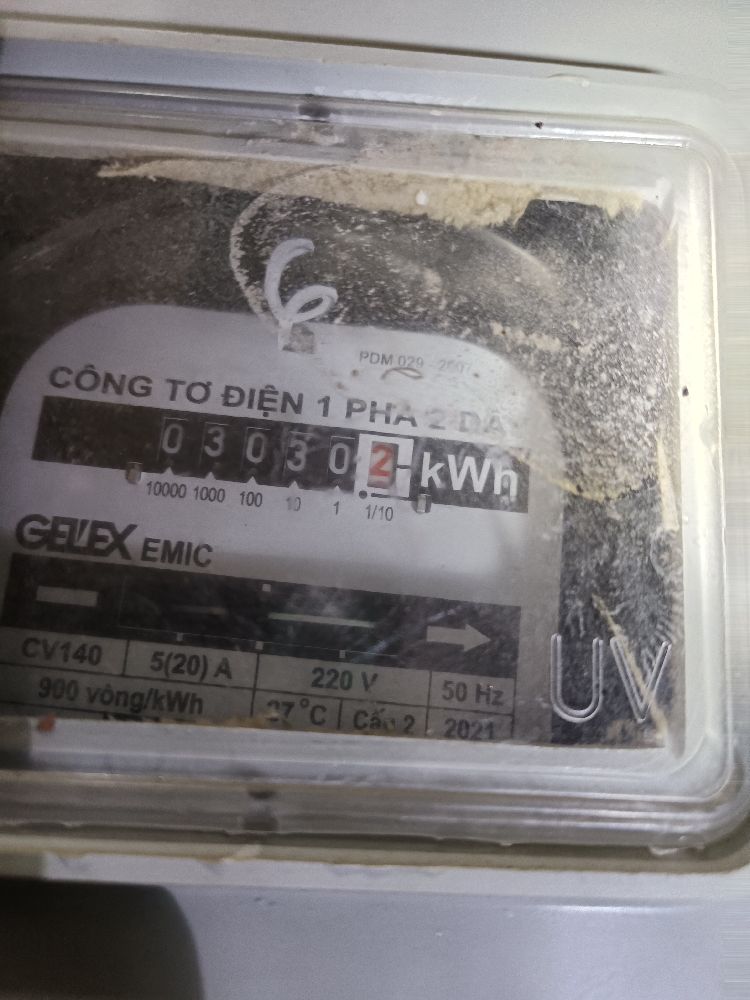 6
PDM 029 - 2007
CÔNG TƠ ĐIỆN 1 PHA 2 DÂY
0 3 0 3 0 2 kWh
10000 1000 100 10 1 1/10
GELEX EMIC
CV140 5(20) A 220 V 50 Hz
900 vòng/kWh 27 °C Cấp 2 2021
UV